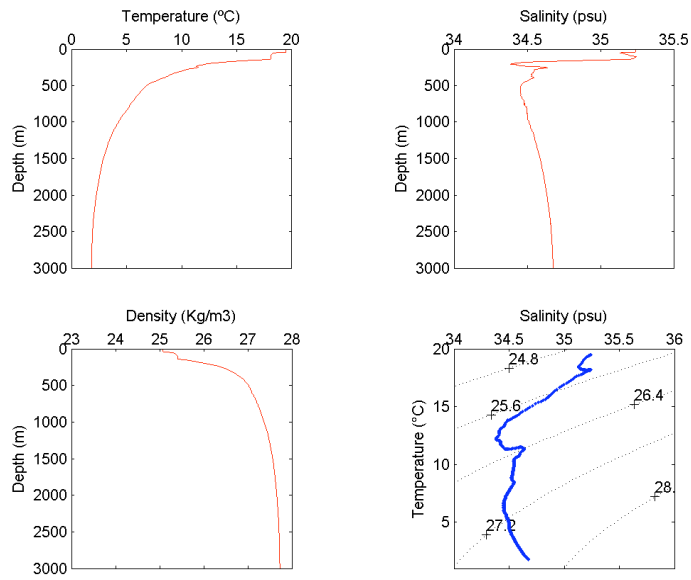 Temperature (ºC)
0 5 10 15 20
Depth (m)
0
500
1000
1500
2000
2500
3000
Salinity (psu)
34 34.5 35 35.5
Depth (m)
0
500
1000
1500
2000
2500
3000
Density (Kg/m3)
23 24 25 26 27 28
Depth (m)
0
500
1000
1500
2000
2500
3000
Salinity (psu)
34 34.5 35 35.5 36
Temperature (°C)
20
15
10
5
24.8
25.6
26.4
27.2
28.